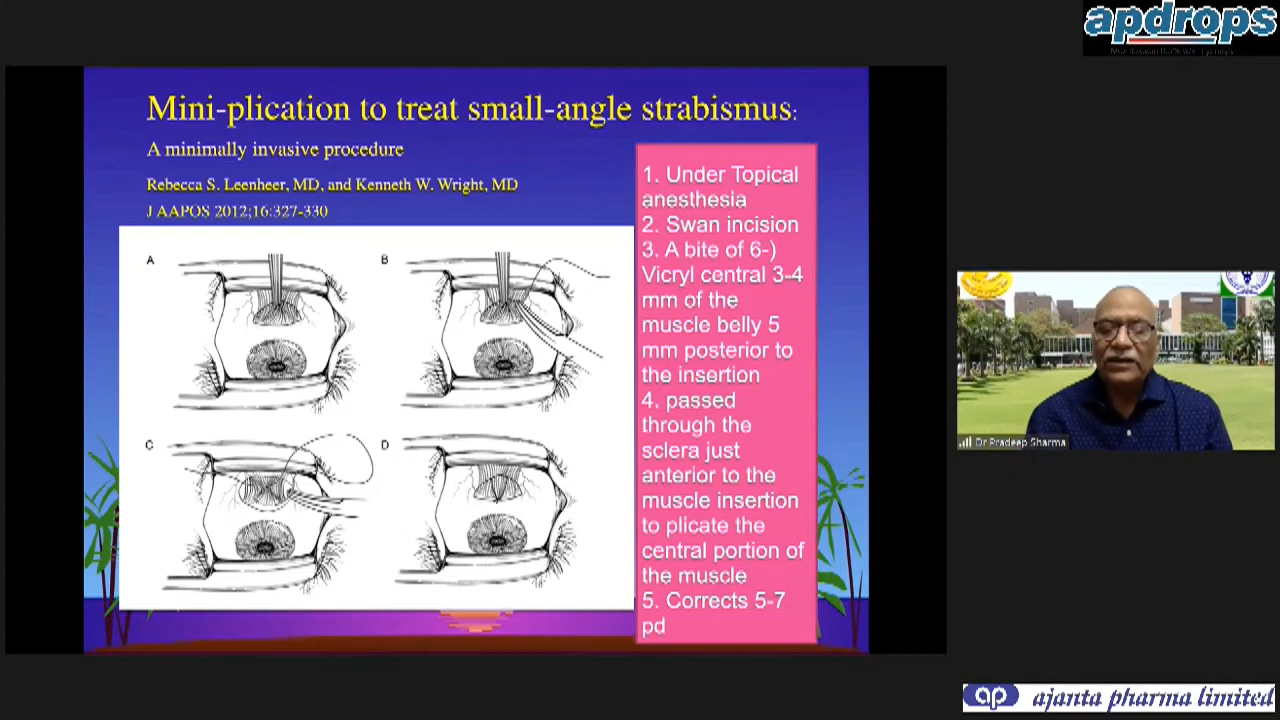 apdrops
Mini-plication to treat small-angle strabismus:
A minimally invasive procedure
Rebecca S. Leenheer, MD, and Kenneth W. Wright, MD
J AAPOS 2012;16:327-330
A
B
C
D
1. Under Topical
anesthesia
2. Swan incision
3. A bite of 6-)
Vicryl central 3-4
mm of the
muscle belly 5
mm posterior to
the insertion
4. passed
through the
sclera just
anterior to the
muscle insertion
to plicate the
central portion of
the muscle
5. Corrects 5-7
pd
Dr Pradeep Sharma
ap ajanta pharma limited